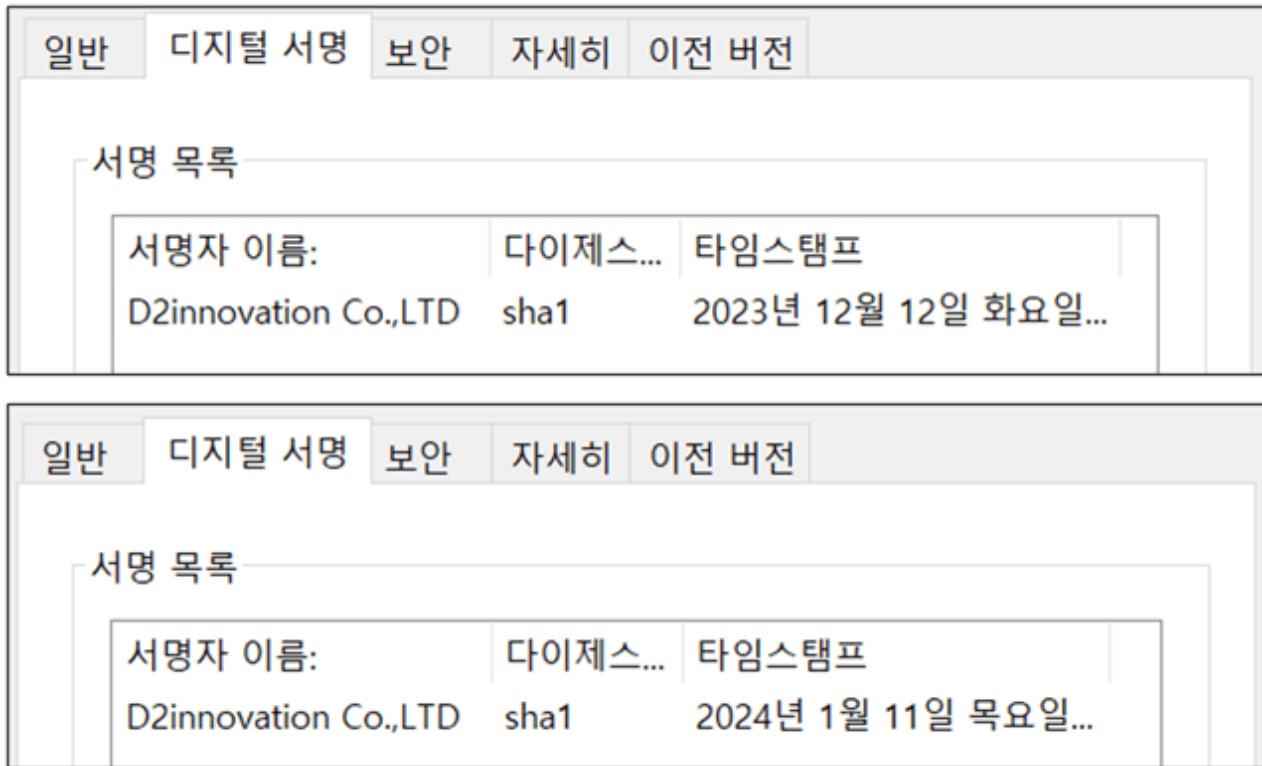 일반 디지털 서명 보안 자세히 이전 버전
서명 목록
서명자 이름: 다이제스... 타임스탬프
D2innovation Co.,LTD sha1 2023년 12월 12일 화요일...
일반 디지털 서명 보안 자세히 이전 버전
서명 목록
서명자 이름: 다이제스... 타임스탬프
D2innovation Co.,LTD sha1 2024년 1월 11일 목요일...